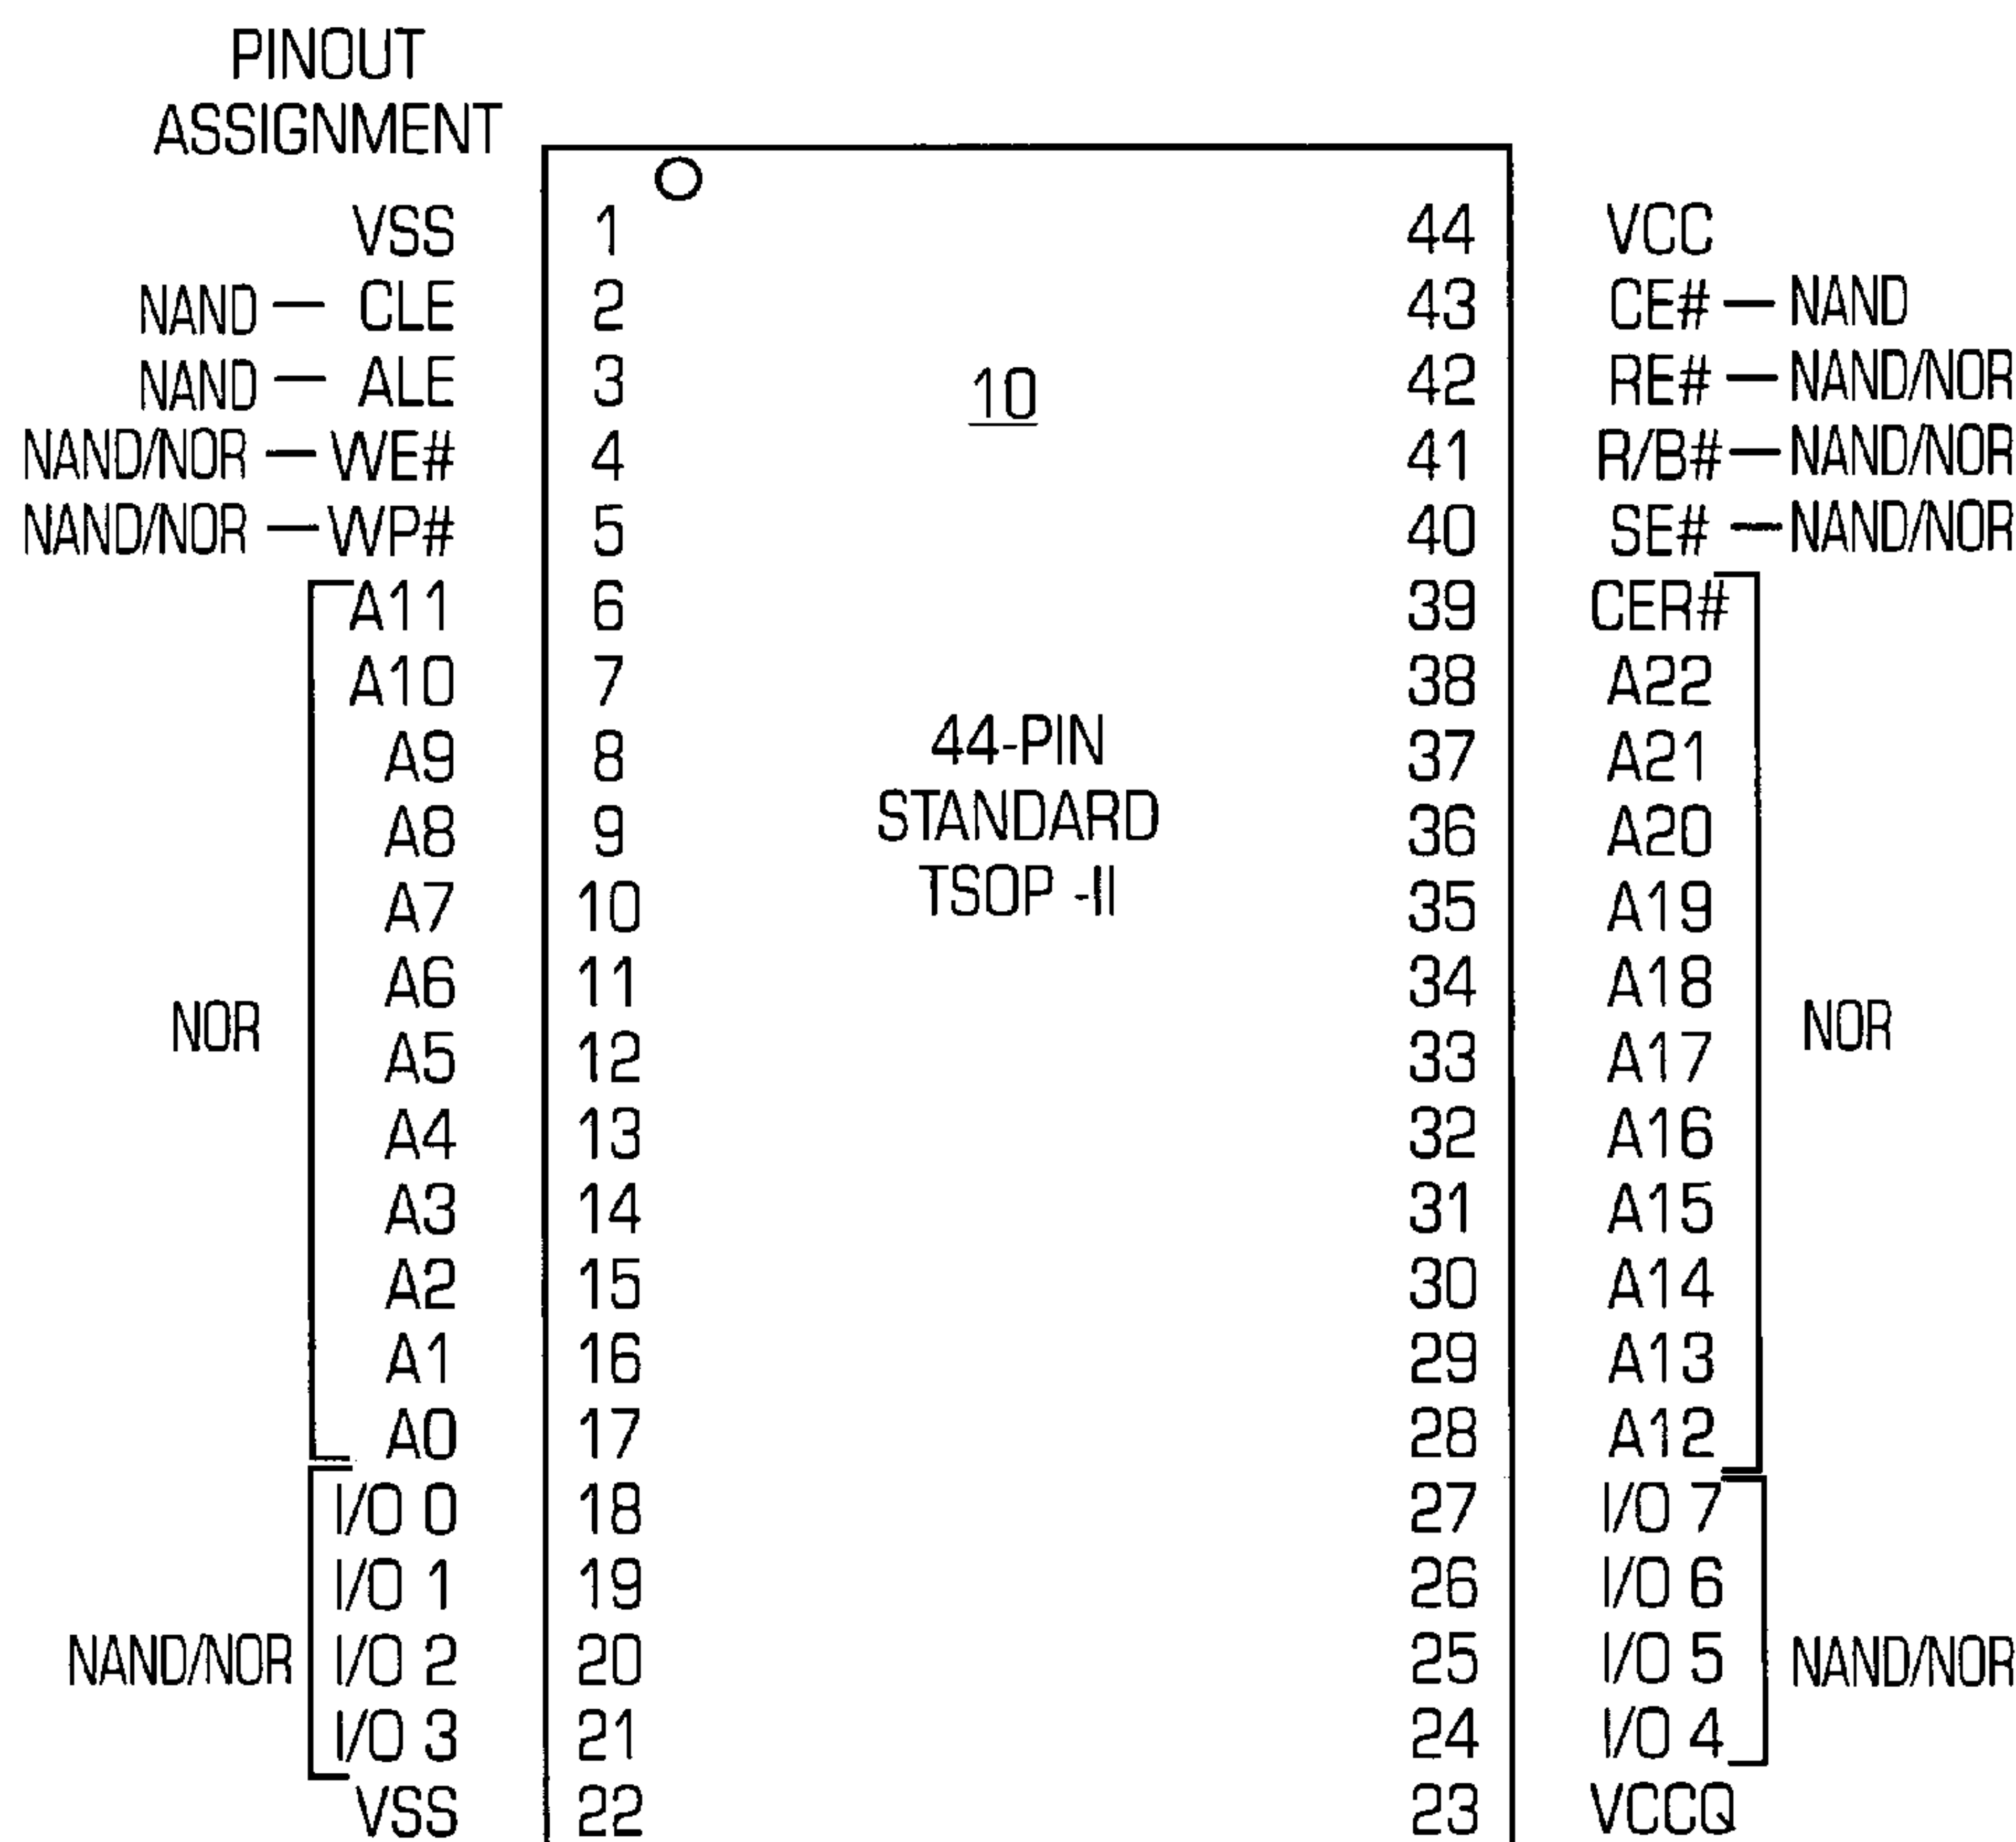 PINOUT
ASSIGNMENT
VSS 1 44 VCC
NAND — CLE 2 43 CE# — NAND
NAND — ALE 3 42 RE# — NAND/NOR
10
NAND/NOR — WE# 4 41 R/B# — NAND/NOR
NAND/NOR — WP# 5 40 SE# — NAND/NOR
A11 6 39 CER#
A10 7 38 A22
A9 8 37 A21
44-PIN
STANDARD
TSOP -II
A8 9 36 A20
A7 10 35 A19
A6 11 34 A18
NOR NOR
A5 12 33 A17
A4 13 32 A16
A3 14 31 A15
A2 15 30 A14
A1 16 29 A13
A0 17 28 A12
I/O 0 18 27 I/O 7
I/O 1 19 26 I/O 6
NAND/NOR I/O 2 20 25 I/O 5 NAND/NOR
I/O 3 21 24 I/O 4
VSS 22 23 VCCQ